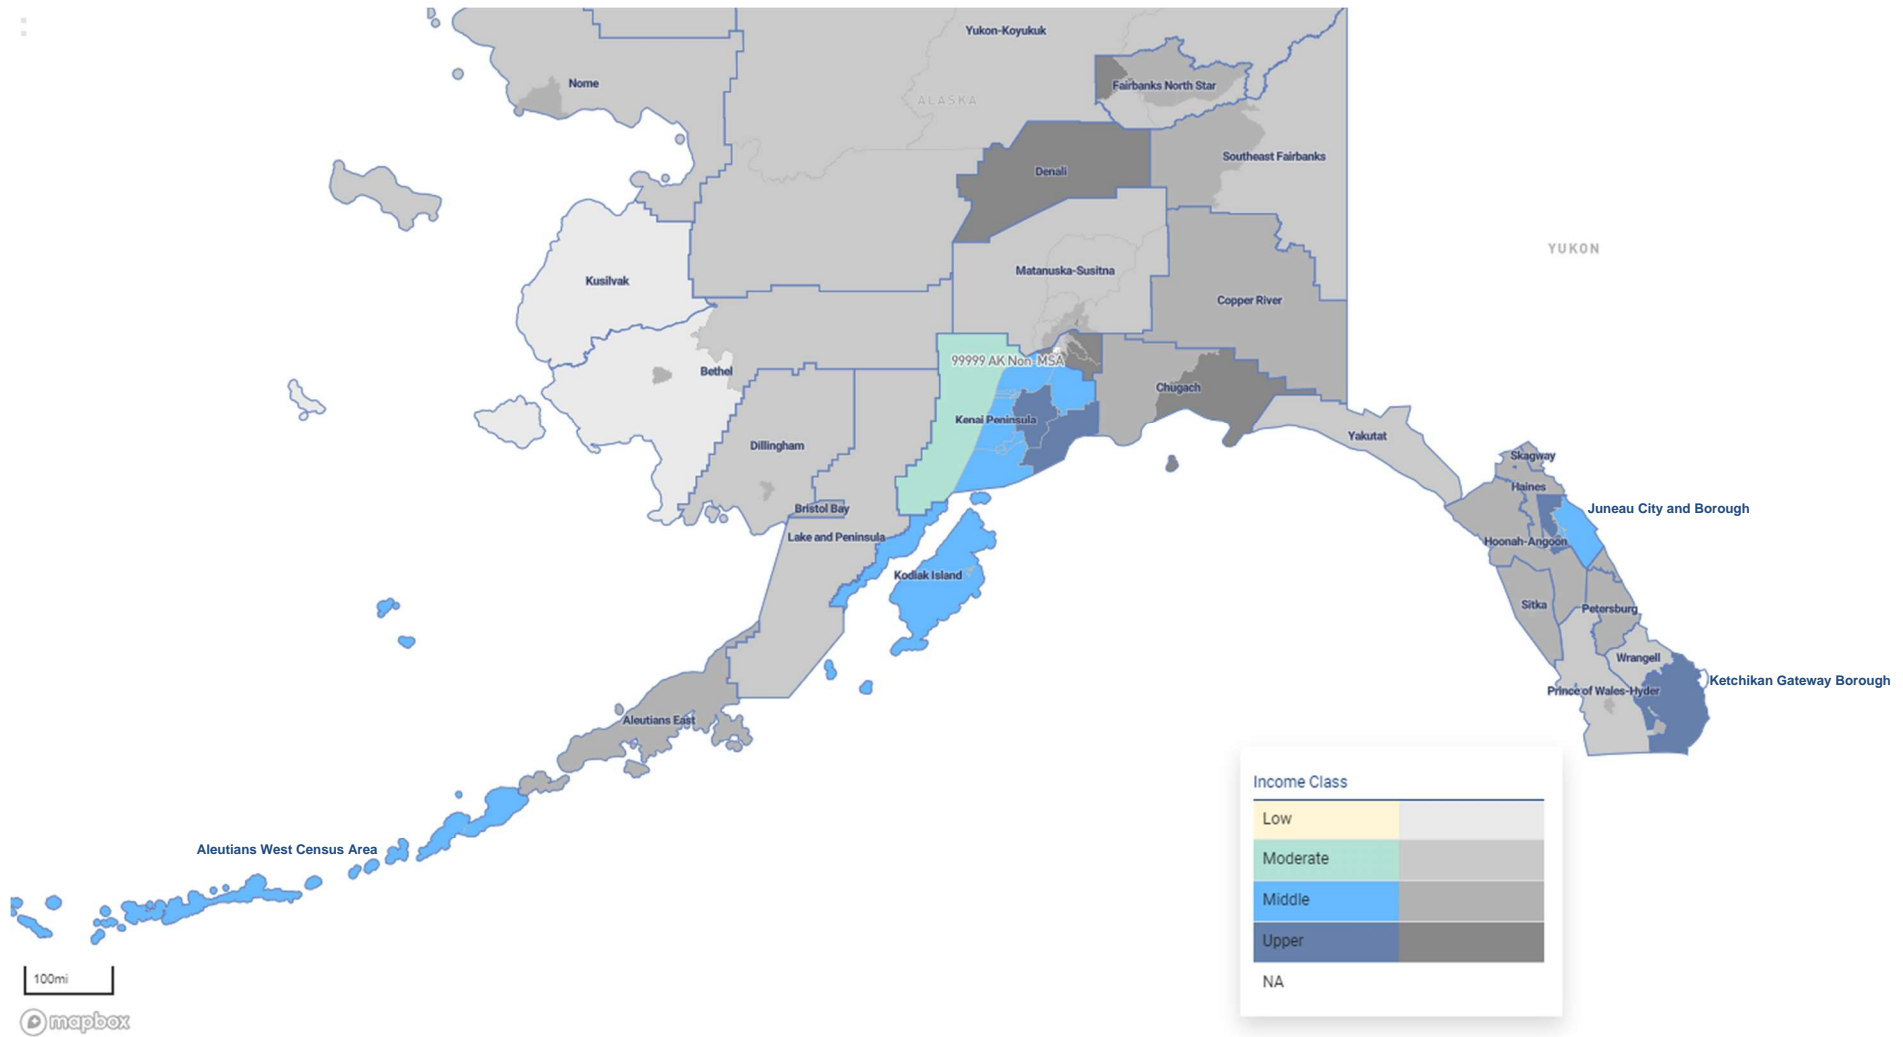 Yukon-Koyukuk
Nome
Fairbanks North Star
ALASKA
Southeast Fairbanks
Denali
YUKON
Matanuska-Susitna
Kusilvak
Copper River
99999 AK Non-MSA
Bethel
Chugach
Kenai Peninsula
Yakutat
Dillingham
Skagway
Haines
Bristol Bay
Juneau City and Borough
Lake and Peninsula
Hoonah-Angoon
Kodiak Island
Sitka
Petersburg
Wrangell
Ketchikan Gateway Borough
Prince of Wales-Hyder
Aleutians East
Income Class
Low
Aleutians West Census Area
Moderate
Middle
Upper
100mi
NA
mapbox